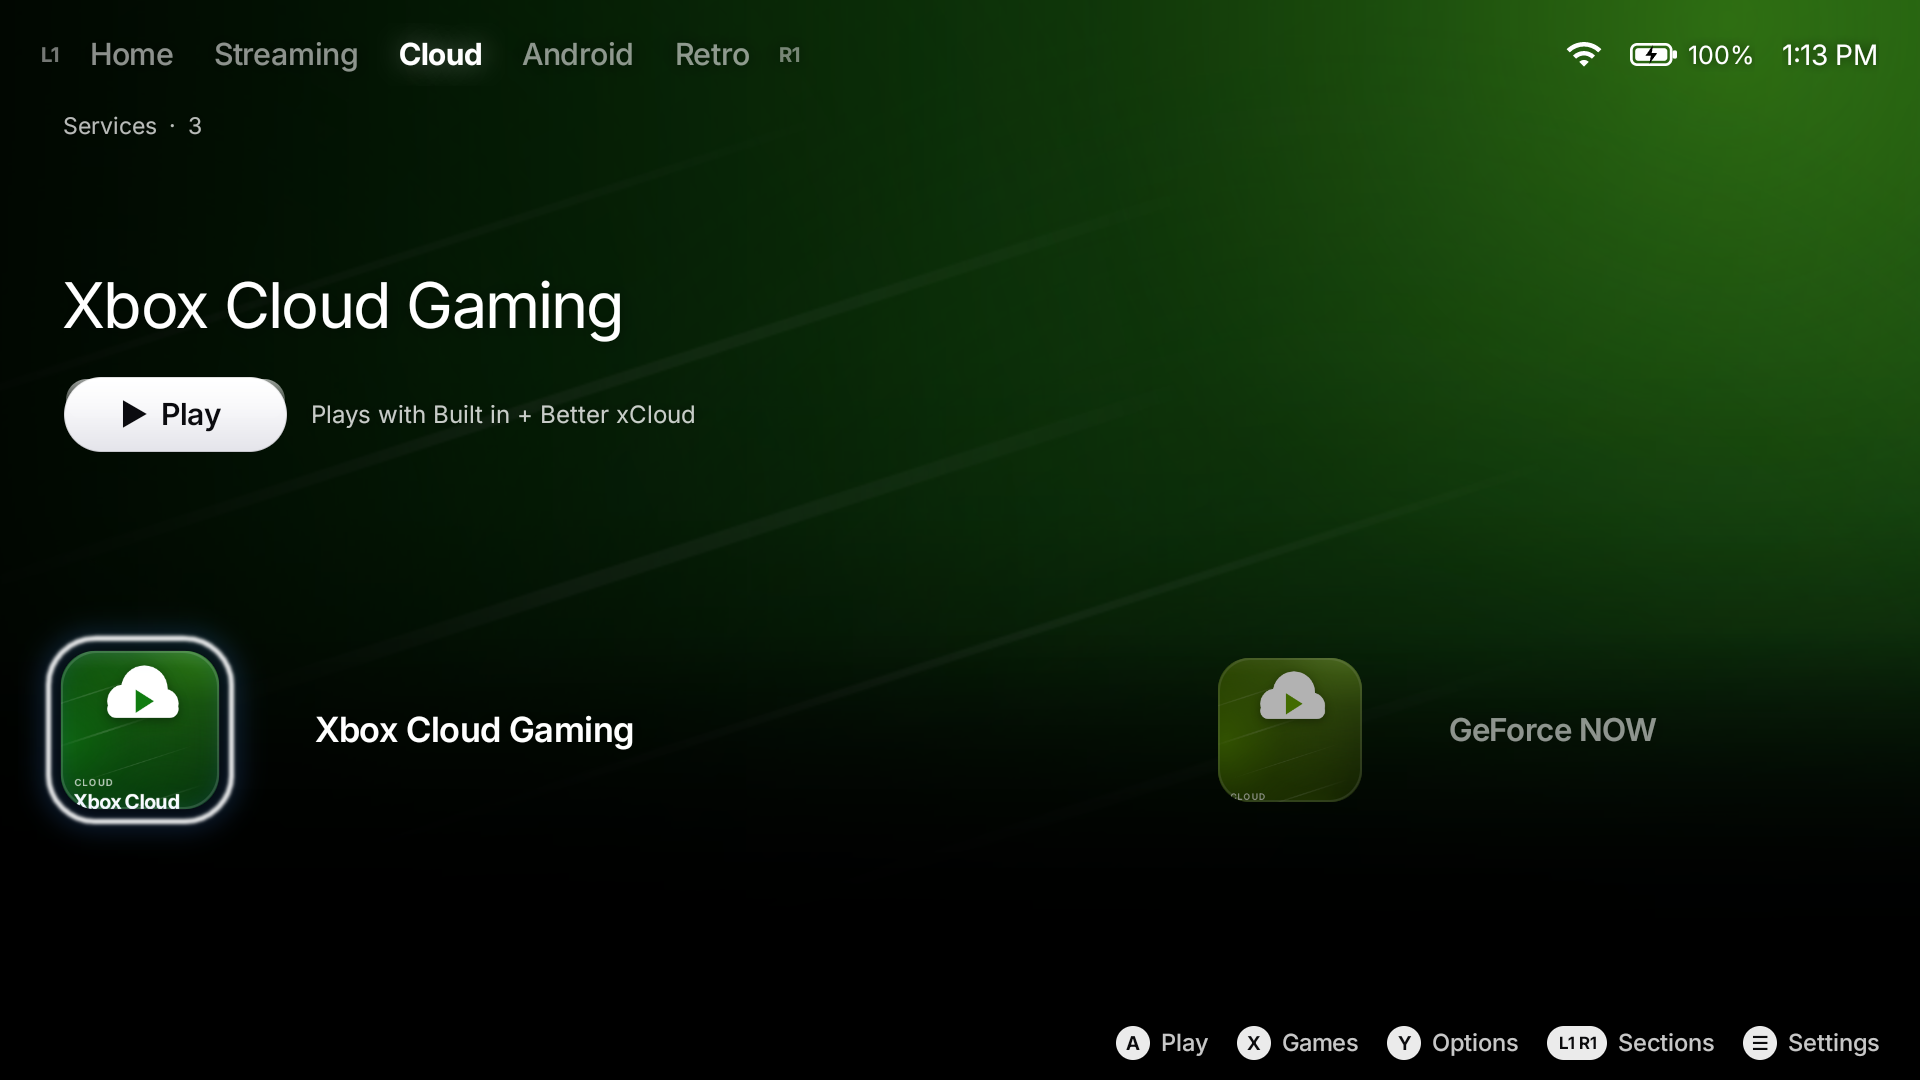 L1 Home Streaming Cloud Android Retro R1 100% 1:13 PM
Services · 3
Xbox Cloud Gaming
Play Plays with Built in + Better xCloud
CLOUD
Xbox Cloud
Xbox Cloud Gaming
CLOUD
GeForce NOW
A Play X Games Y Options L1 R1 Sections Settings